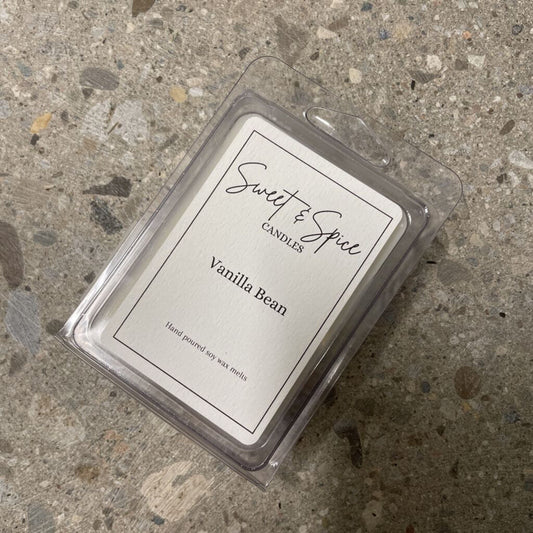 Sweet & Spice
CANDLES
Vanilla Bean
Hand poured soy wax melts